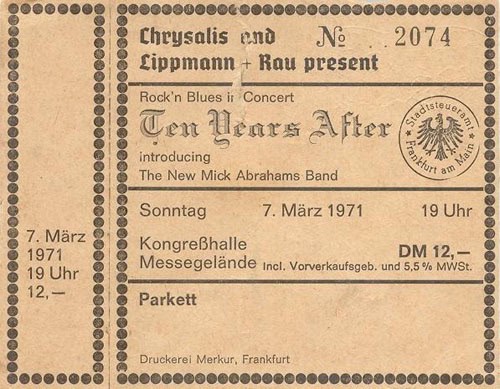 Chrysalis and № 2074
Lippmann + Rau present
Rock'n Blues in Concert
Ten Years After
introducing
The New Mick Abrahams Band
Stadtsteueramt
Frankfurt am Main
Sonntag 7. März 1971 19 Uhr
Kongreßhalle
Messegelände
DM 12,—
Incl. Vorverkaufsgeb. und 5,5 % MWSt.
Parkett
Druckerei Merkur, Frankfurt
7. März
1971
19 Uhr
12,—